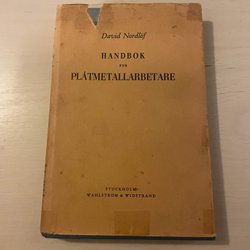 David Nordlöf
HANDBOK
FÖR
PLÅTMETALLARBETARE
STOCKHOLM
WAHLSTRÖM & WIDSTRAND